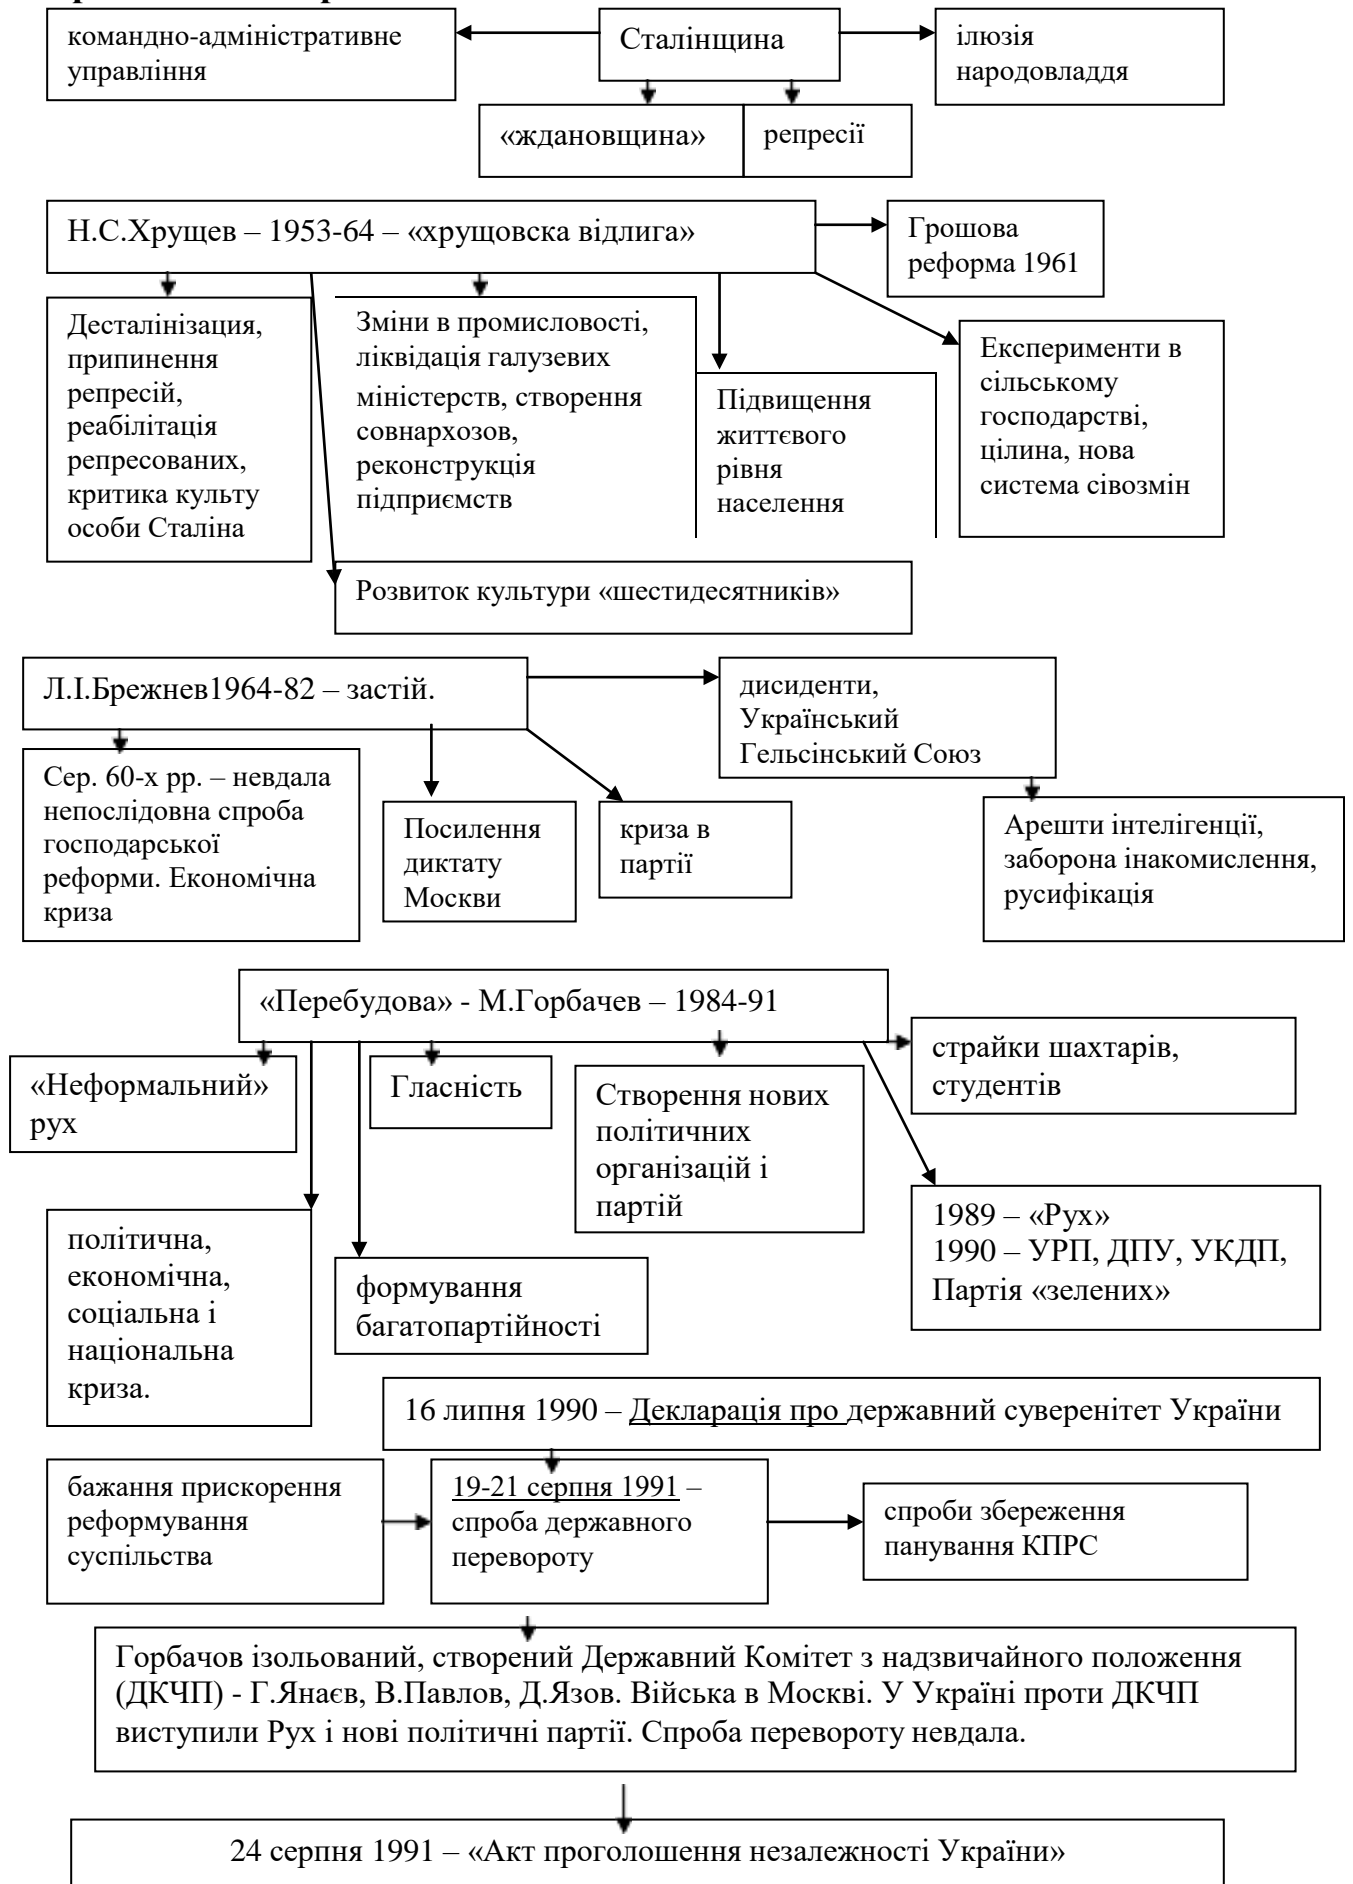 командно-адміністративне
управління
Сталінщина
ілюзія
народовладдя
«ждановщина»
репресії
Н.С.Хрущев – 1953-64 – «хрущовска відлига»
Грошова
реформа 1961
Десталінізация,
припинення
репресій,
реабілітація
репресованих,
критика культу
особи Сталіна
Зміни в промисловості,
ліквідація галузевих
міністерств, створення
совнархозов,
реконструкція
підприємств
Підвищення
життєвого
рівня
населення
Експерименти в
сільському
господарстві,
цілина, нова
система сівозмін
Розвиток культури «шестидесятників»
Л.І.Брежнев1964-82 – застій.
дисиденти,
Український
Гельсінський Союз
Сер. 60-х рр. – невдала
непослідовна спроба
господарської
реформи. Економічна
криза
Посилення
диктату
Москви
криза в
партії
Арешти інтелігенції,
заборона інакомислення,
русифікація
«Перебудова» - М.Горбачев – 1984-91
«Неформальний»
рух
Гласність
Створення нових
політичних
організацій і
партій
страйки шахтарів,
студентів
політична,
економічна,
соціальна і
національна
криза.
формування
багатопартійності
1989 – «Рух»
1990 – УРП, ДПУ, УКДП,
Партія «зелених»
16 липня 1990 – Декларація про державний суверенітет України
бажання прискорення
реформування
суспільства
19-21 серпня 1991 –
спроба державного
перевороту
спроби збереження
панування КПРС
Горбачов ізольований, створений Державний Комітет з надзвичайного положення
(ДКЧП) - Г.Янаєв, В.Павлов, Д.Язов. Війська в Москві. У Україні проти ДКЧП
виступили Рух і нові політичні партії. Спроба перевороту невдала.
24 серпня 1991 – «Акт проголошення незалежності України»